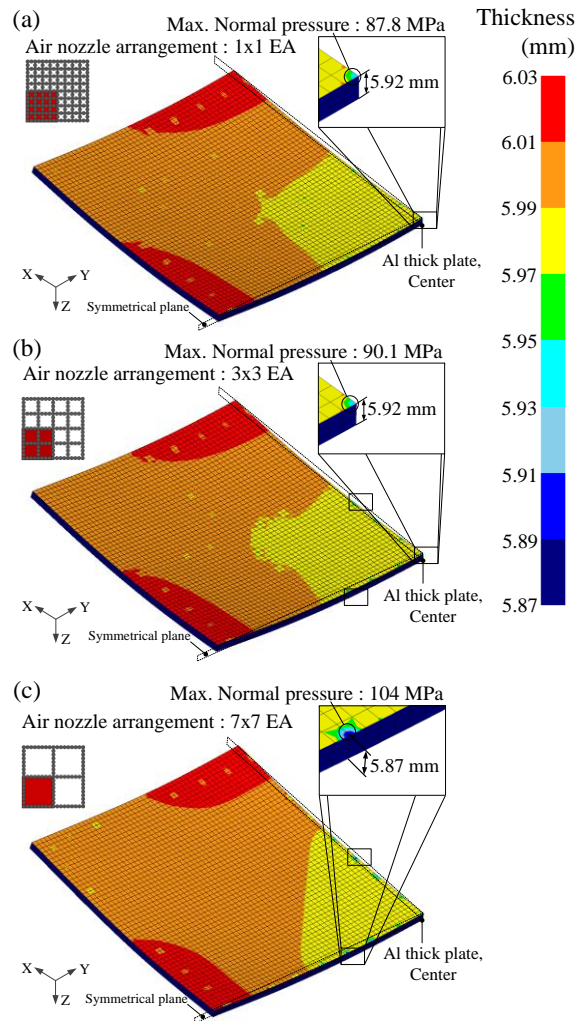 (a)
Max. Normal pressure : 87.8 MPa
Air nozzle arrangement : 1x1 EA
5.92 mm
Al thick plate,
Center
X
Y
Z
Symmetrical plane
(b)
Max. Normal pressure : 90.1 MPa
Air nozzle arrangement : 3x3 EA
5.92 mm
Al thick plate,
Center
X
Y
Z
Symmetrical plane
(c)
Max. Normal pressure : 104 MPa
Air nozzle arrangement : 7x7 EA
5.87 mm
Al thick plate,
Center
X
Y
Z
Symmetrical plane
Thickness
(mm)
6.03
6.01
5.99
5.97
5.95
5.93
5.91
5.89
5.87